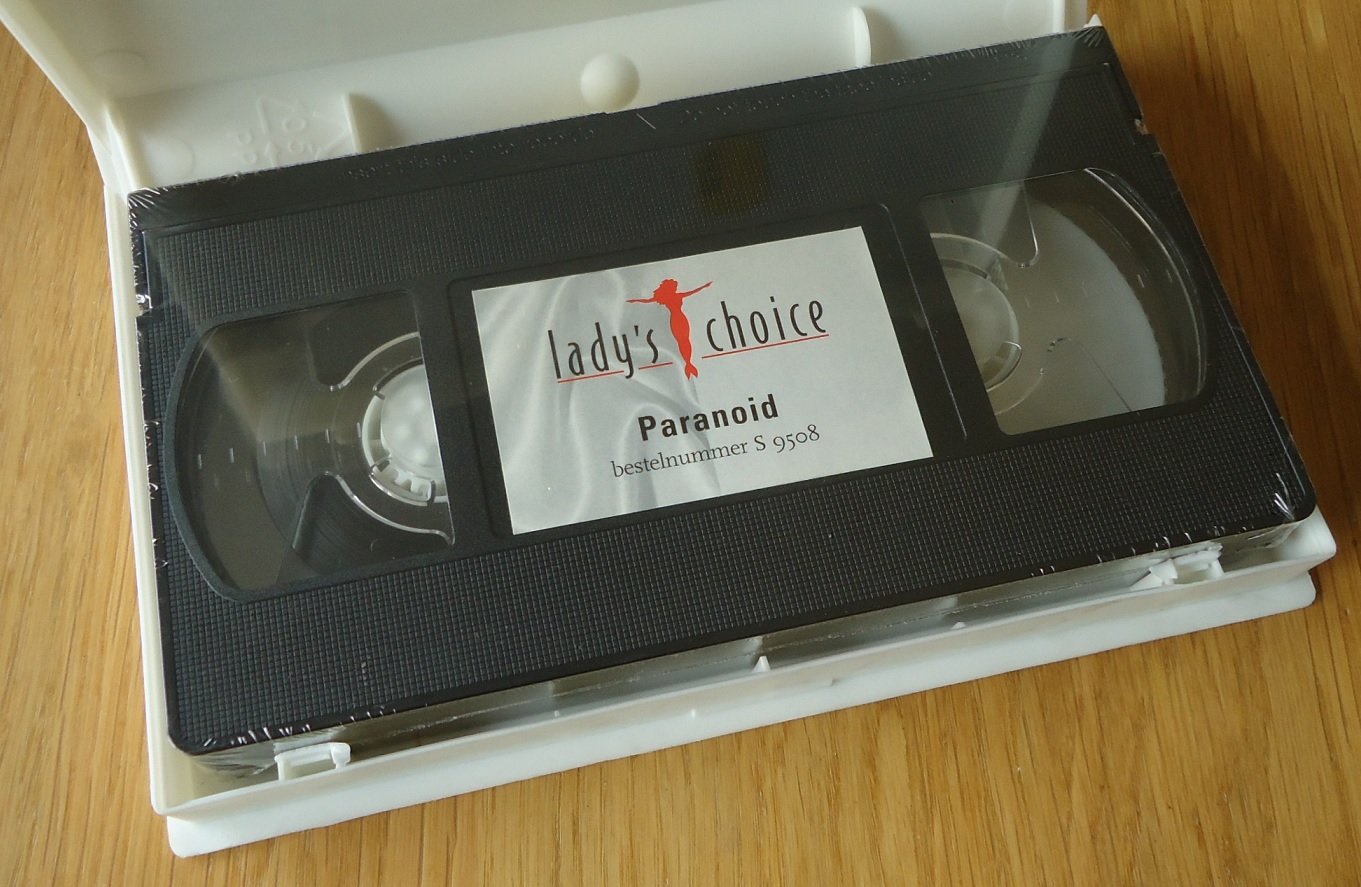 lady's choice
Paranoid
bestelnummer S 9508